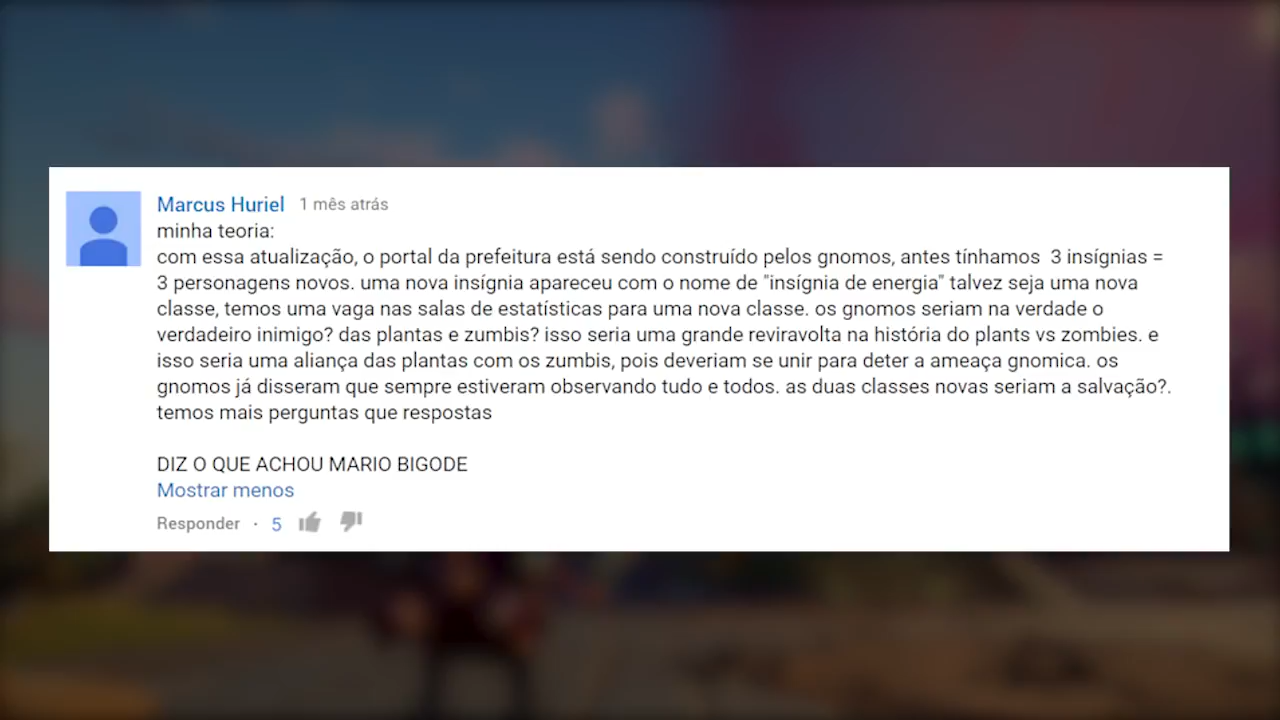 Marcus Huriel 1 mês atrás
minha teoria:
com essa atualização, o portal da prefeitura está sendo construído pelos gnomos, antes tínhamos 3 insígnias =
3 personagens novos. uma nova insígnia apareceu com o nome de "insígnia de energia" talvez seja uma nova
classe, temos uma vaga nas salas de estatísticas para uma nova classe. os gnomos seriam na verdade o
verdadeiro inimigo? das plantas e zumbis? isso seria uma grande reviravolta na história do plants vs zombies. e
isso seria uma aliança das plantas com os zumbis, pois deveriam se unir para deter a ameaça gnomica. os
gnomos já disseram que sempre estiveram observando tudo e todos. as duas classes novas seriam a salvação?.
temos mais perguntas que respostas
DIZ O QUE ACHOU MARIO BIGODE
Mostrar menos
Responder · 5